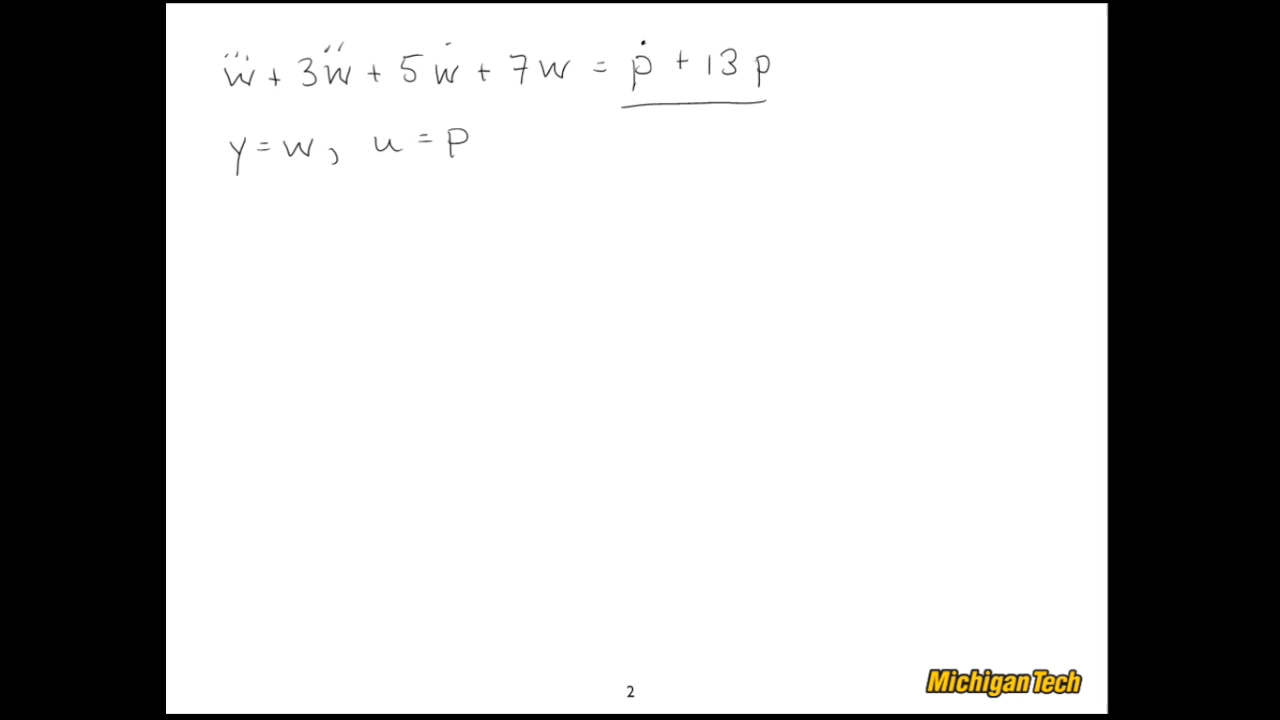 w⃛ + 3ẅ + 5ẇ + 7w = ṗ + 13p
y = w, u = p
2
Michigan Tech